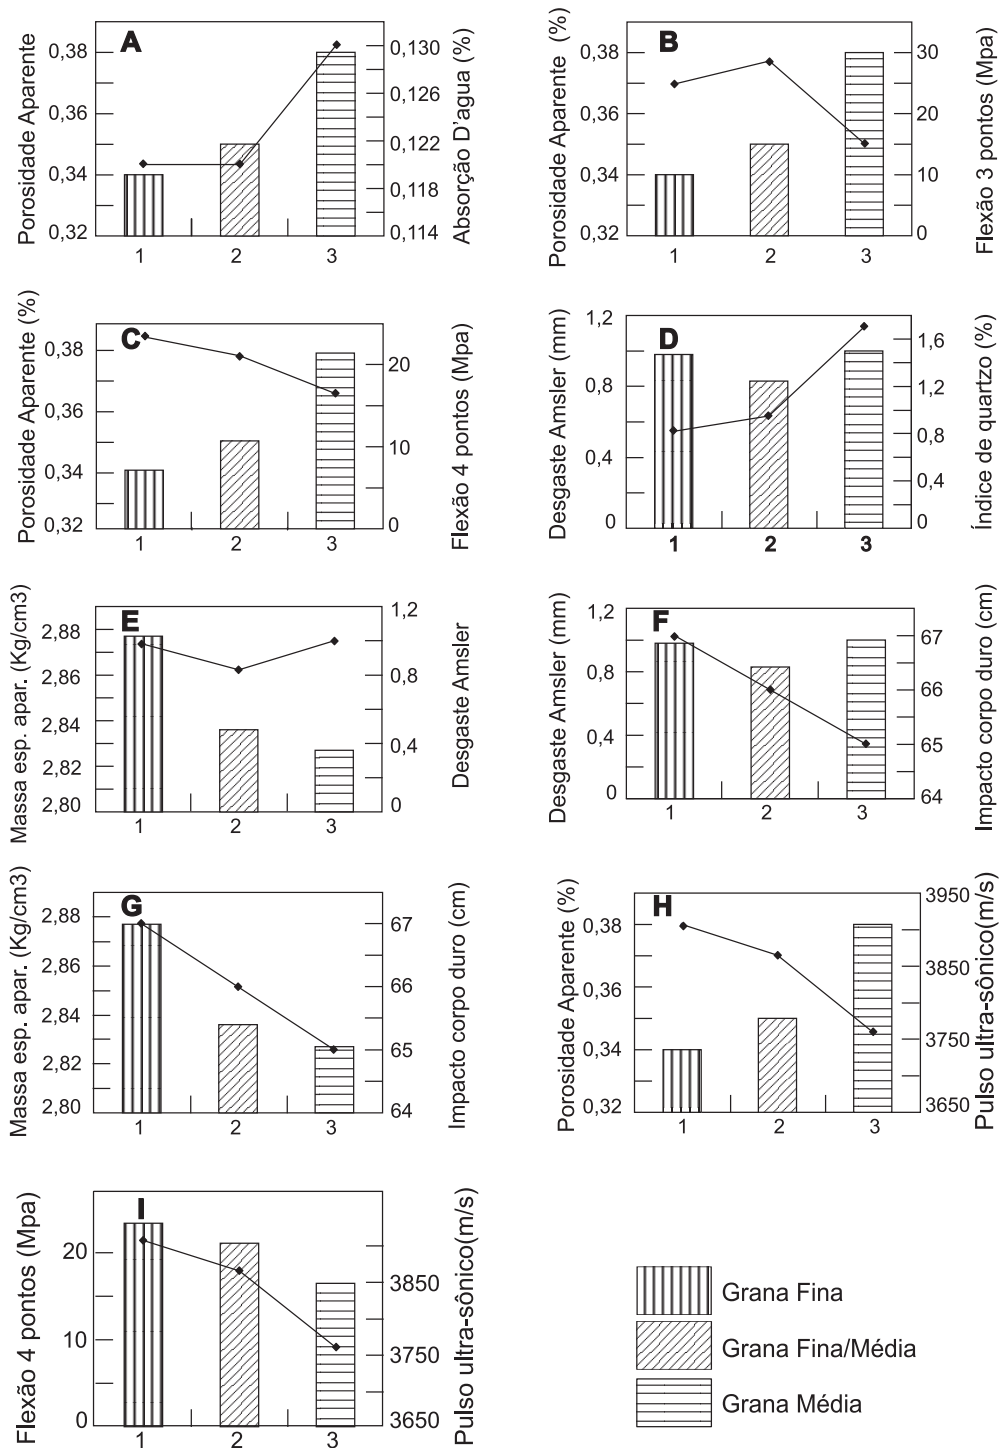 A
Porosidade Aparente
0,38
0,36
0,34
0,32
1 2 3
0,130
0,126
0,122
0,118
0,114
Absorção D'agua (%)
B
Porosidade Aparente (%)
0,38
0,36
0,34
0,32
1 2 3
30
20
10
0
Flexão 3 pontos (Mpa)
C
Porosidade Aparente (%)
0,38
0,36
0,34
0,32
1 2 3
20
10
0
Flexão 4 pontos (Mpa)
D
Desgaste Amsler (mm)
1,2
0,8
0,4
0
1 2 3
1,6
1,2
0,8
0,4
0
Índice de quartzo (%)
E
Massa esp. apar. (Kg/cm3)
2,88
2,86
2,84
2,82
2,80
1 2 3
1,2
0,8
0,4
0
Desgaste Amsler
F
Desgaste Amsler (mm)
1,2
0,8
0,4
0
1 2 3
67
66
65
64
Impacto corpo duro (cm)
G
Massa esp. apar. (Kg/cm3)
2,88
2,86
2,84
2,82
2,80
1 2 3
67
66
65
64
Impacto corpo duro (cm)
H
Porosidade Aparente (%)
0,38
0,36
0,34
0,32
1 2 3
3950
3850
3750
3650
Pulso ultra-sônico(m/s)
I
Flexão 4 pontos (Mpa)
20
10
0
1 2 3
3850
3750
3650
Pulso ultra-sônico(m/s)
Grana Fina
Grana Fina/Média
Grana Média